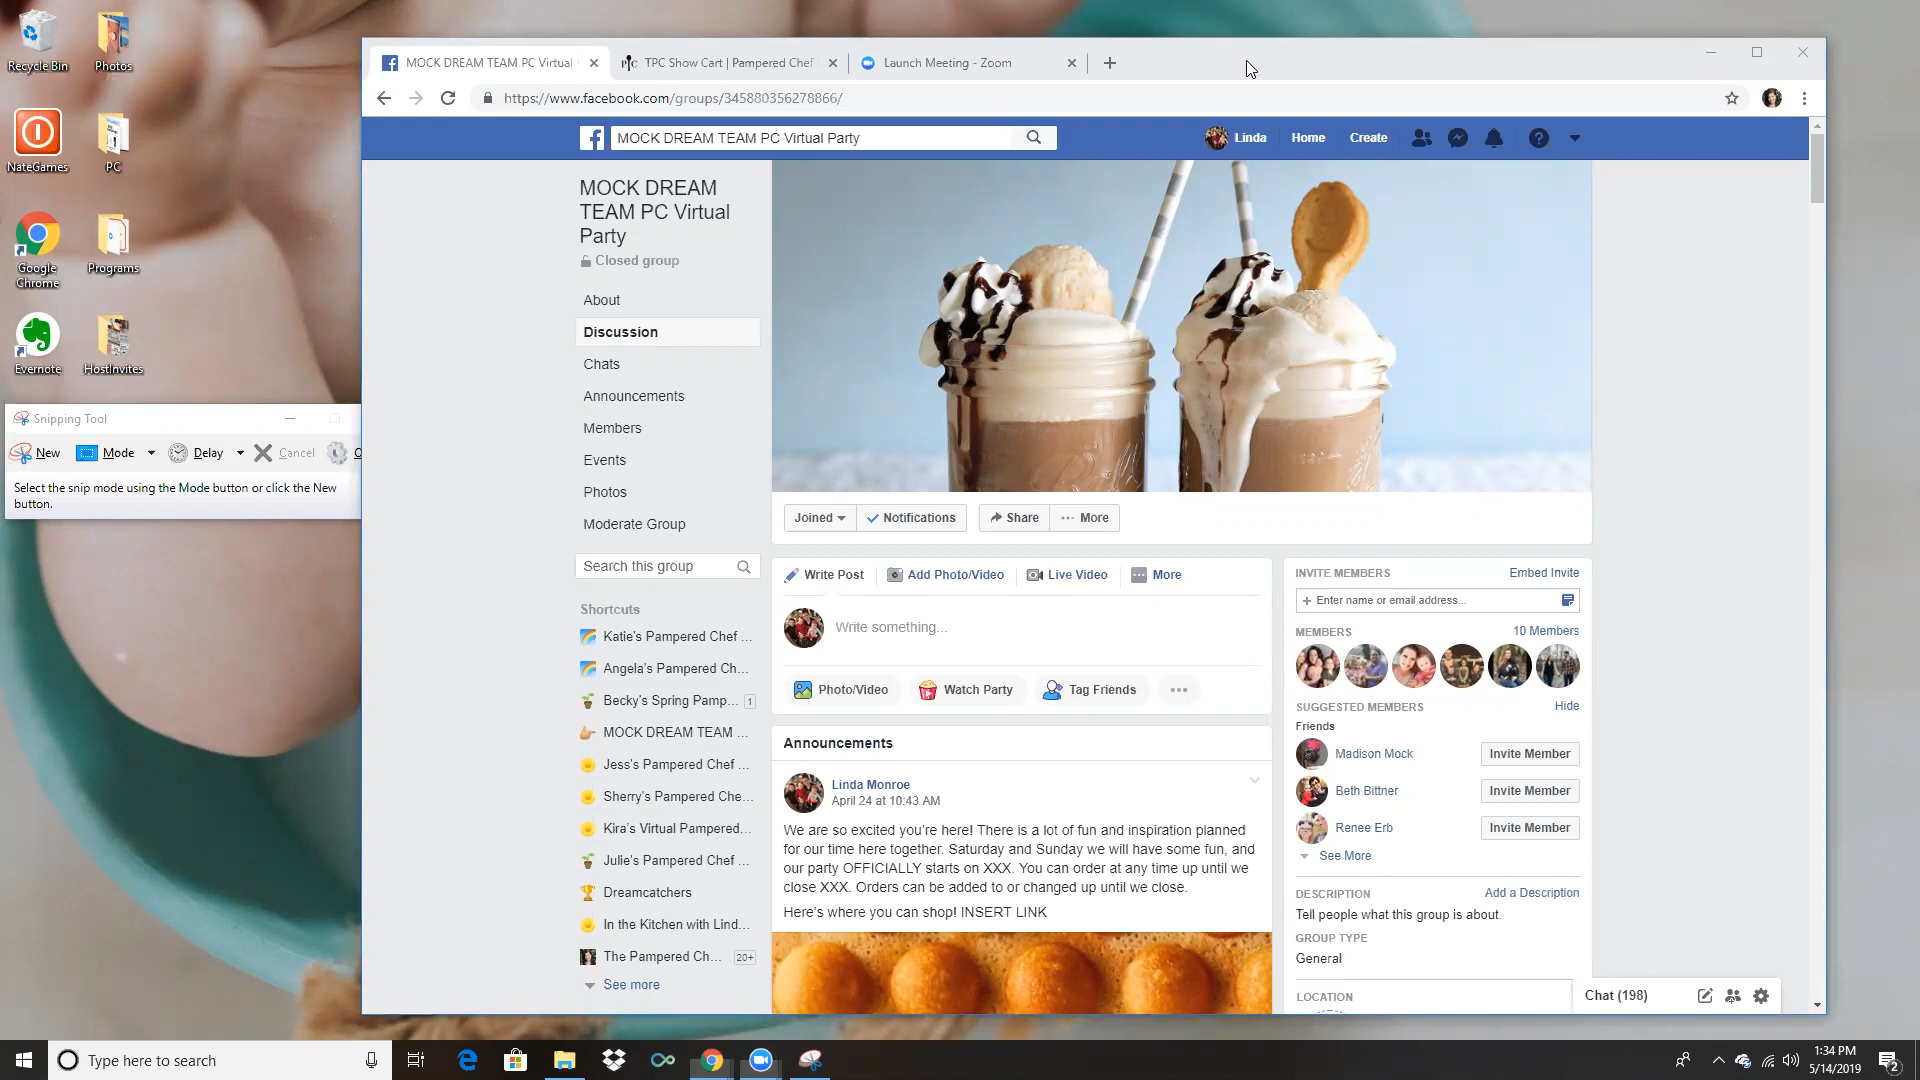 Recycle Bin
Photos
NateGames
PC
Google
Chrome
Programs
Evernote
HostInvites
Snipping Tool
New
Mode
Delay
Cancel
Select the snip mode using the Mode button or click the New
button.
MOCK DREAM TEAM PC Virtual
TPC Show Cart | Pampered Chef
Launch Meeting - Zoom
https://www.facebook.com/groups/345880356278866/
MOCK DREAM TEAM PC Virtual Party
Linda
Home
Create
MOCK DREAM
TEAM PC Virtual
Party
Closed group
About
Discussion
Chats
Announcements
Members
Events
Photos
Moderate Group
Search this group
Shortcuts
Katie's Pampered Chef ...
Angela's Pampered Ch...
Becky's Spring Pamp... 1
MOCK DREAM TEAM ...
Jess's Pampered Chef ...
Sherry's Pampered Che...
Kira's Virtual Pampered...
Julie's Pampered Chef ...
Dreamcatchers
In the Kitchen with Lind...
The Pampered Ch... 20+
See more
Joined
Notifications
Share
More
Write Post
Add Photo/Video
Live Video
More
Write something...
Photo/Video
Watch Party
Tag Friends
Announcements
Linda Monroe
April 24 at 10:43 AM
We are so excited you're here! There is a lot of fun and inspiration planned
for our time here together. Saturday and Sunday we will have some fun, and
our party OFFICIALLY starts on XXX. You can order at any time up until we
close XXX. Orders can be added to or changed up until we close.
Here's where you can shop! INSERT LINK
INVITE MEMBERS
Embed Invite
+ Enter name or email address...
MEMBERS
10 Members
SUGGESTED MEMBERS
Hide
Friends
Madison Mock
Invite Member
Beth Bittner
Invite Member
Renee Erb
Invite Member
See More
DESCRIPTION
Add a Description
Tell people what this group is about.
GROUP TYPE
General
LOCATION
Chat (198)
Type here to search
1:34 PM
5/14/2019
2